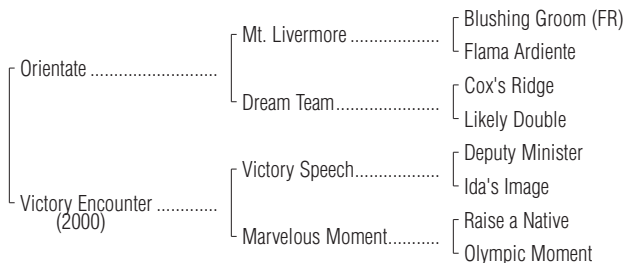 Blushing Groom (FR)
Mt. Livermore ....................
Flama Ardiente
Orientate ............................
Cox's Ridge
Dream Team.......................
Likely Double
Deputy Minister
Victory Speech...................
Ida's Image
Victory Encounter .............
(2000)
Raise a Native
Marvelous Moment...........
Olympic Moment